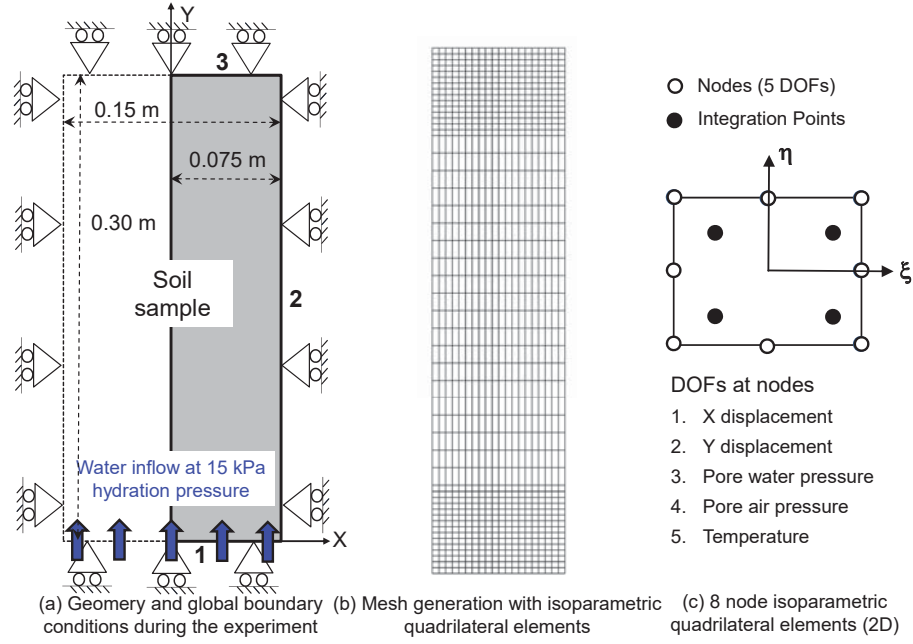 Y
3
0.15 m
0.075 m
0.30 m
Soil
sample
2
Water inflow at 15 kPa
hydration pressure
X
1
(a) Geomery and global boundary
conditions during the experiment
(b) Mesh generation with isoparametric
quadrilateral elements
Nodes (5 DOFs)
Integration Points
η
ξ
DOFs at nodes
1. X displacement
2. Y displacement
3. Pore water pressure
4. Pore air pressure
5. Temperature
(c) 8 node isoparametric
quadrilateral elements (2D)